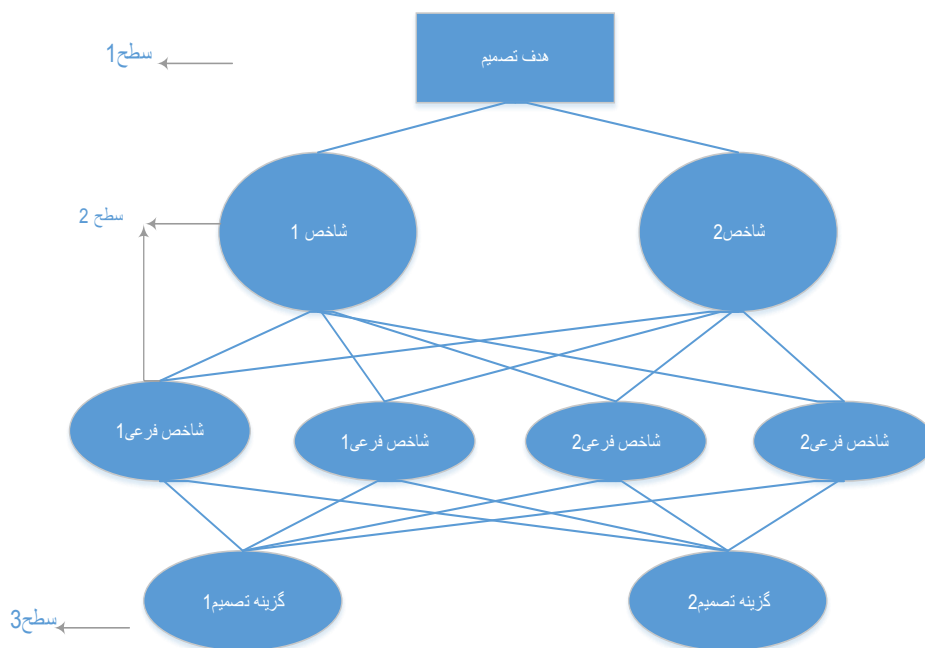 هدف تصمیم
سطح1
شاخص 1
شاخص2
سطح 2
شاخص فرعی1
شاخص فرعی1
شاخص فرعی2
شاخص فرعی2
گزینه تصمیم1
گزینه تصمیم2
سطح3